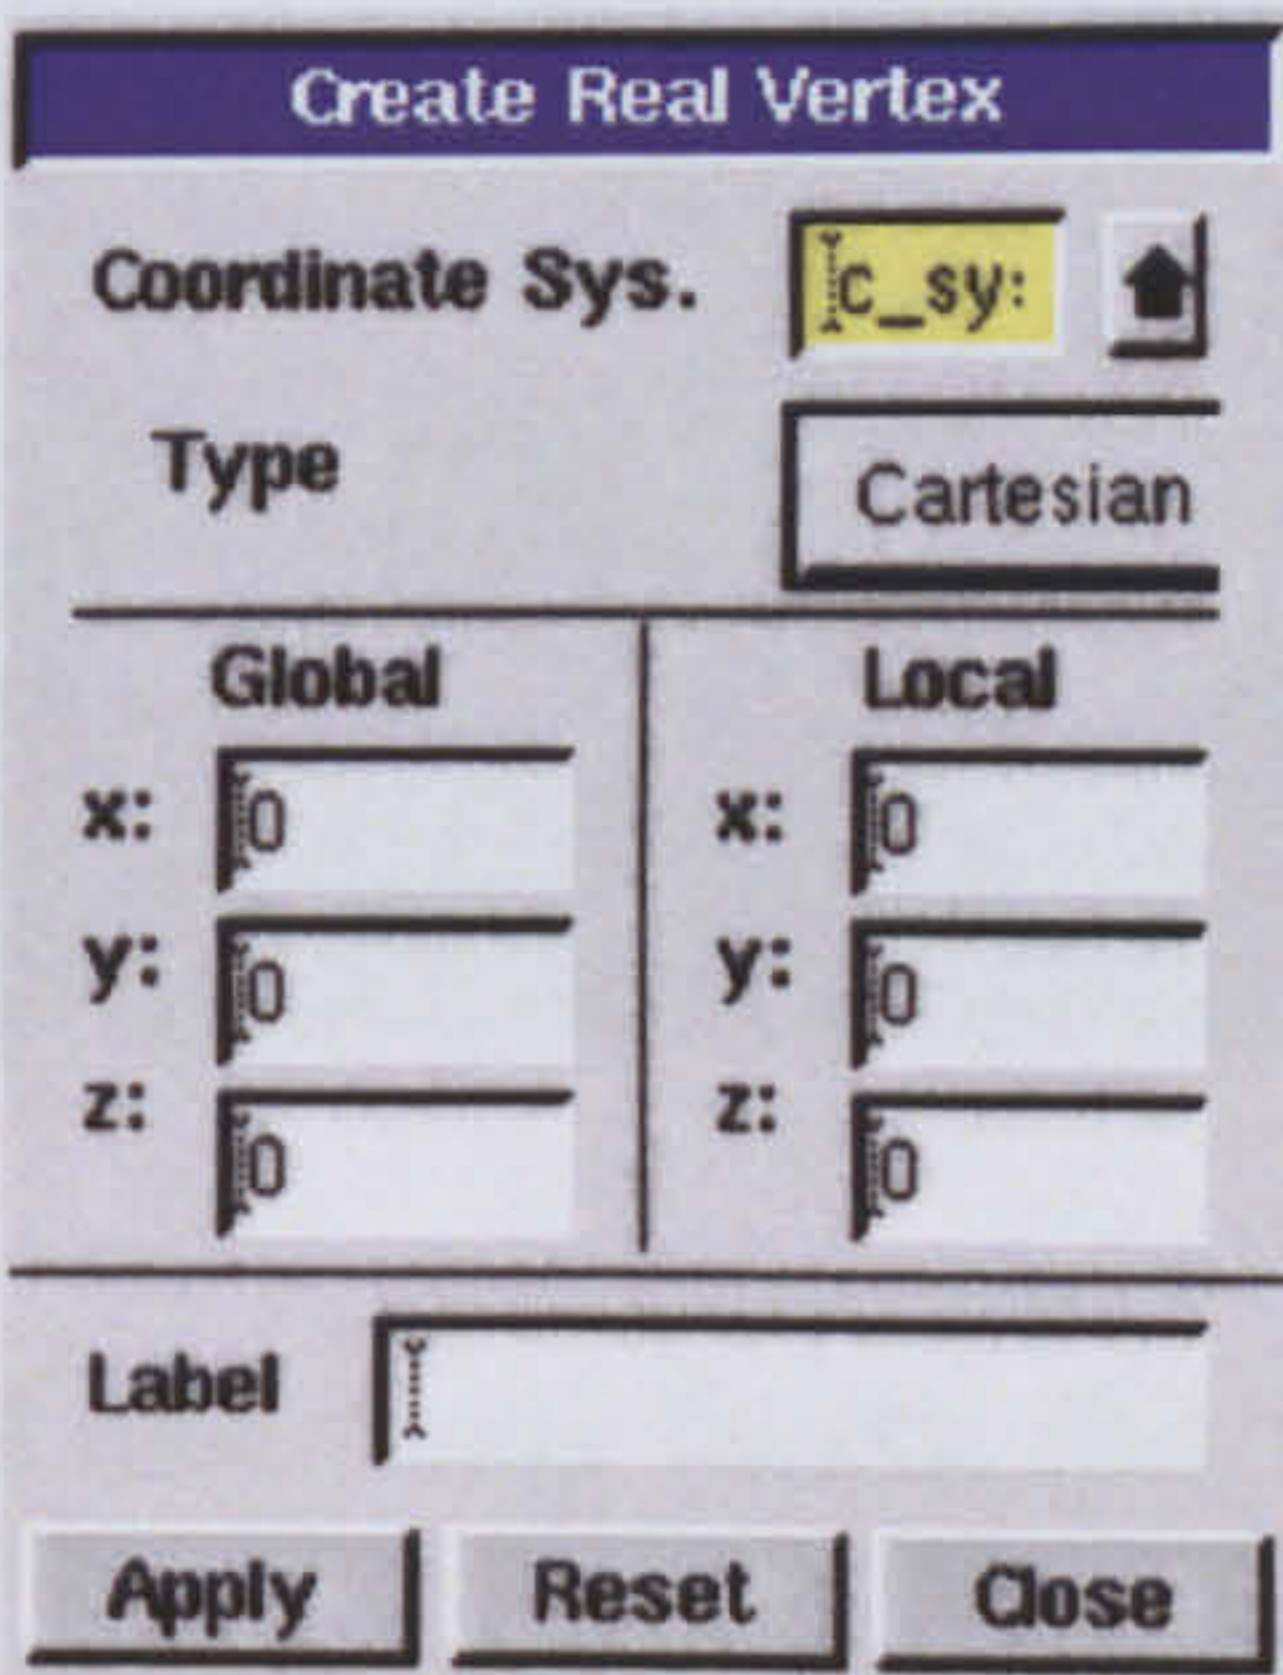 Create Real Vertex
Coordinate Sys. c_sy:
Type Cartesian
Global Local
x: 0 x: 0
y: 0 y: 0
z: 0 z: 0
Label
Apply Reset Close